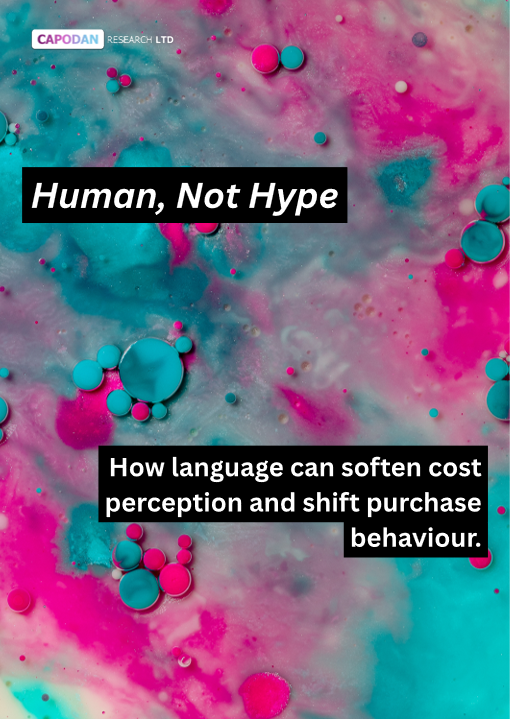 CAPODAN RESEARCH LTD
Human, Not Hype
How language can soften cost
perception and shift purchase
behaviour.